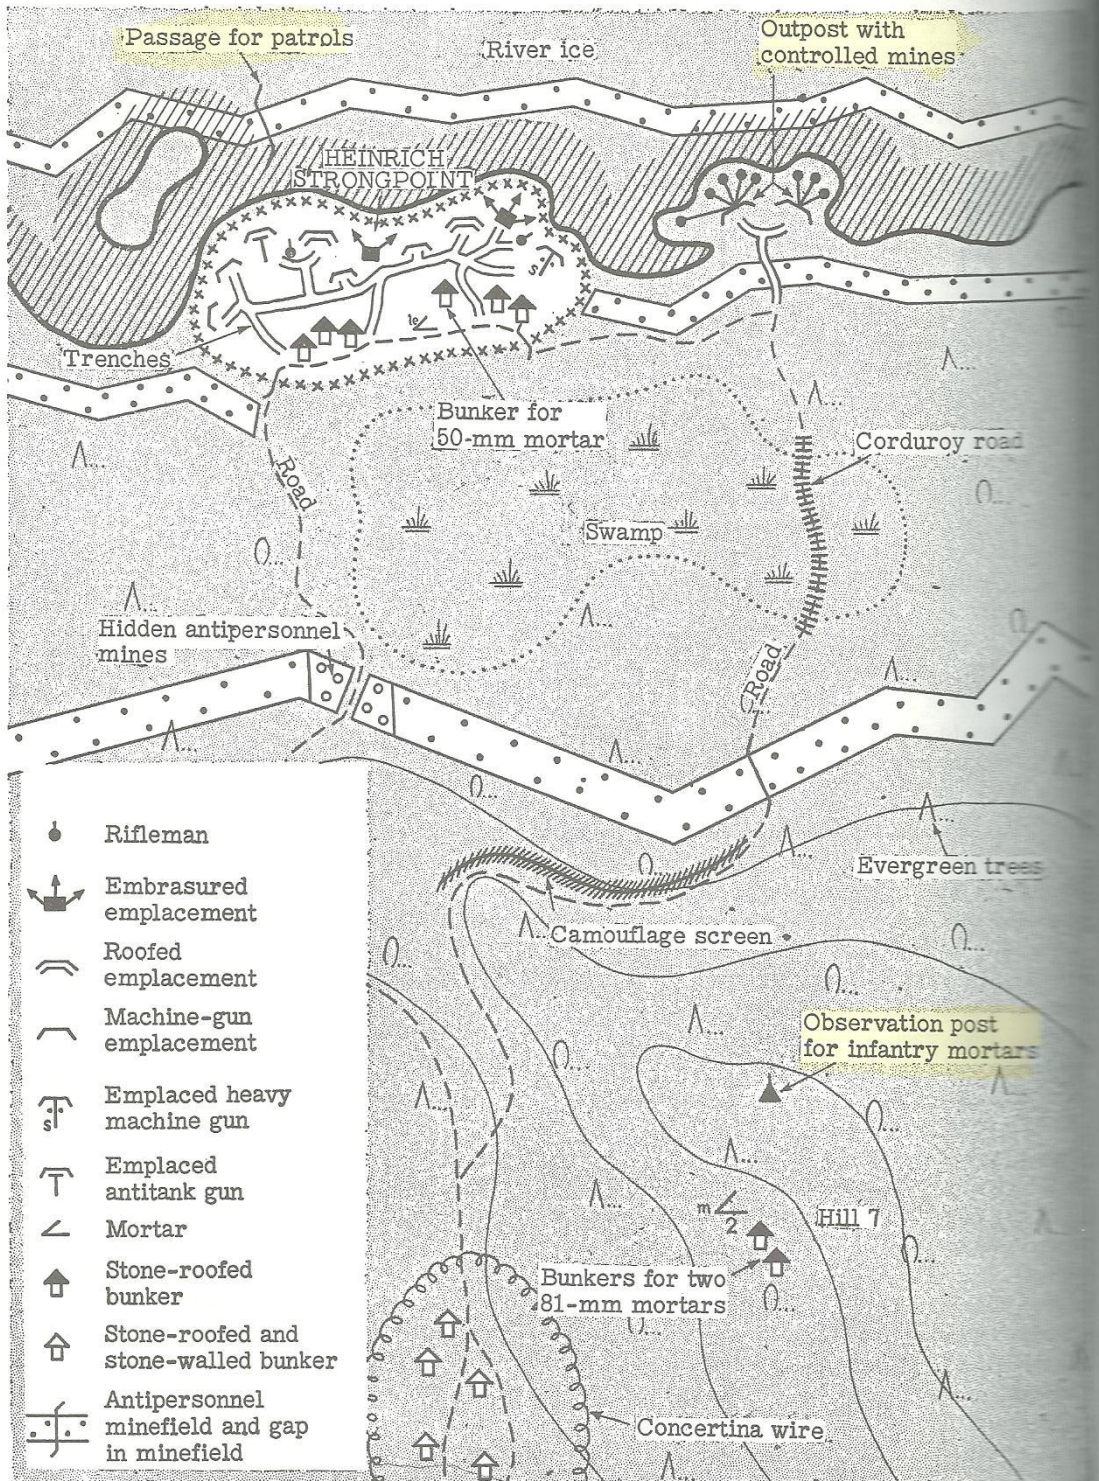 Passage for patrols
River ice
Outpost with
controlled mines
HEINRICH
STRONGPOINT
s
le
Trenches
Bunker for
50-mm mortar
Corduroy road
Road
Swamp
Hidden antipersonnel
mines
Road
Evergreen trees
Camouflage screen
Observation post
for infantry mortars
m
2
Hill 7
Bunkers for two
81-mm mortars
Concertina wire
Rifleman
Embrasured
emplacement
Roofed
emplacement
Machine-gun
emplacement
s
Emplaced heavy
machine gun
Emplaced
antitank gun
Mortar
Stone-roofed
bunker
Stone-roofed and
stone-walled bunker
Antipersonnel
minefield and gap
in minefield